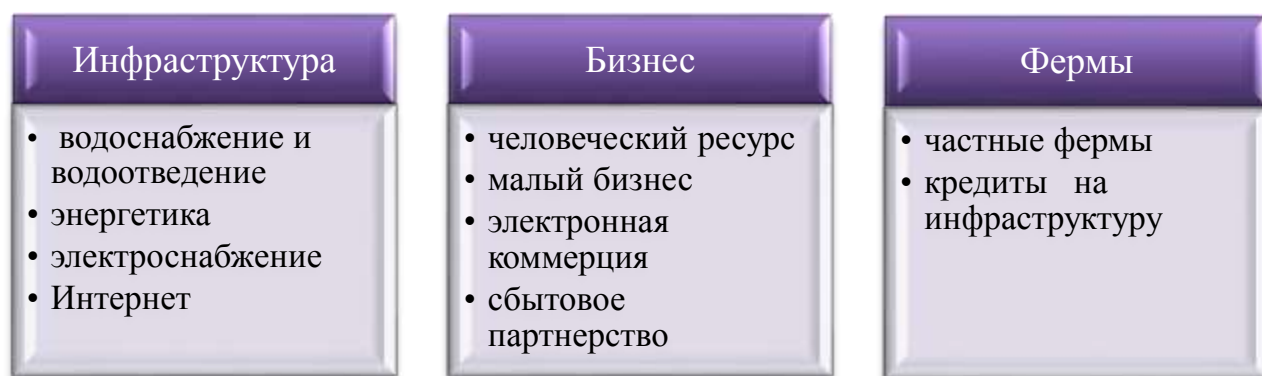 Инфраструктура
• водоснабжение и
водоотведение
• энергетика
• электроснабжение
• Интернет
Бизнес
• человеческий ресурс
• малый бизнес
• электронная
коммерция
• сбытовое
партнерство
Фермы
• частные фермы
• кредиты на
инфраструктуру